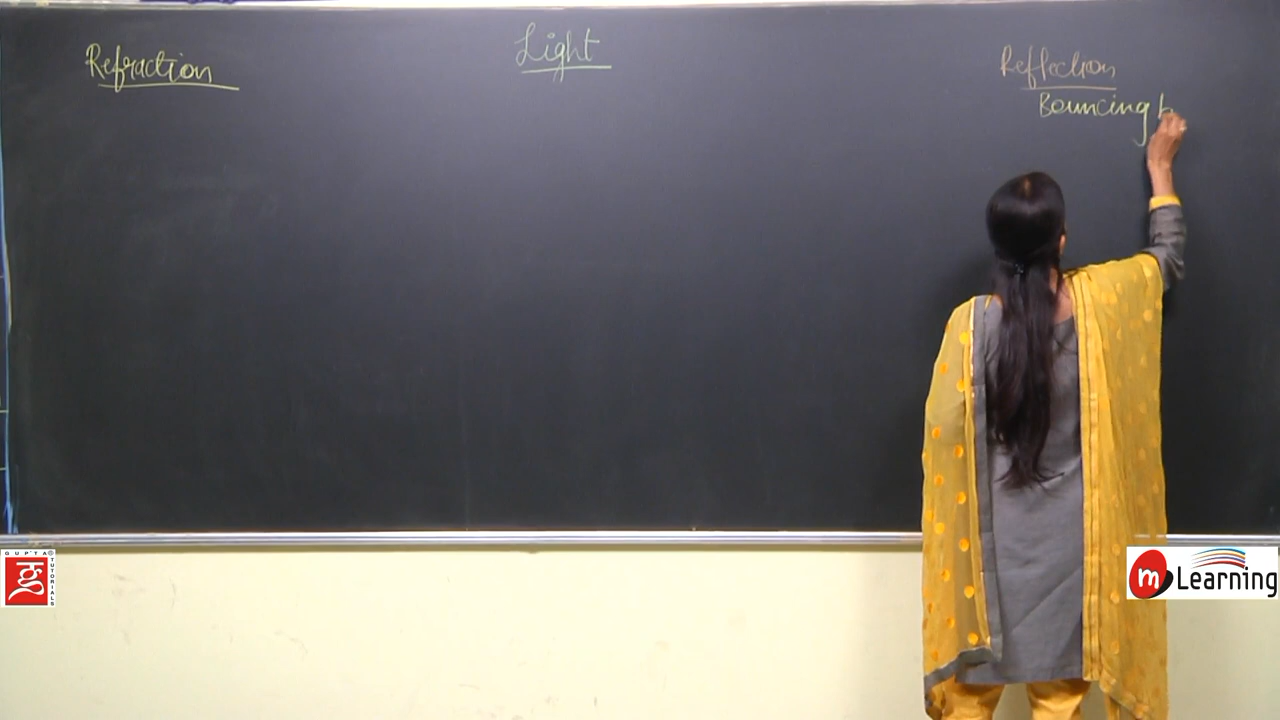 Light
Refraction
Reflection
Bouncing b
GUPTA
TUTORIALS
m Learning